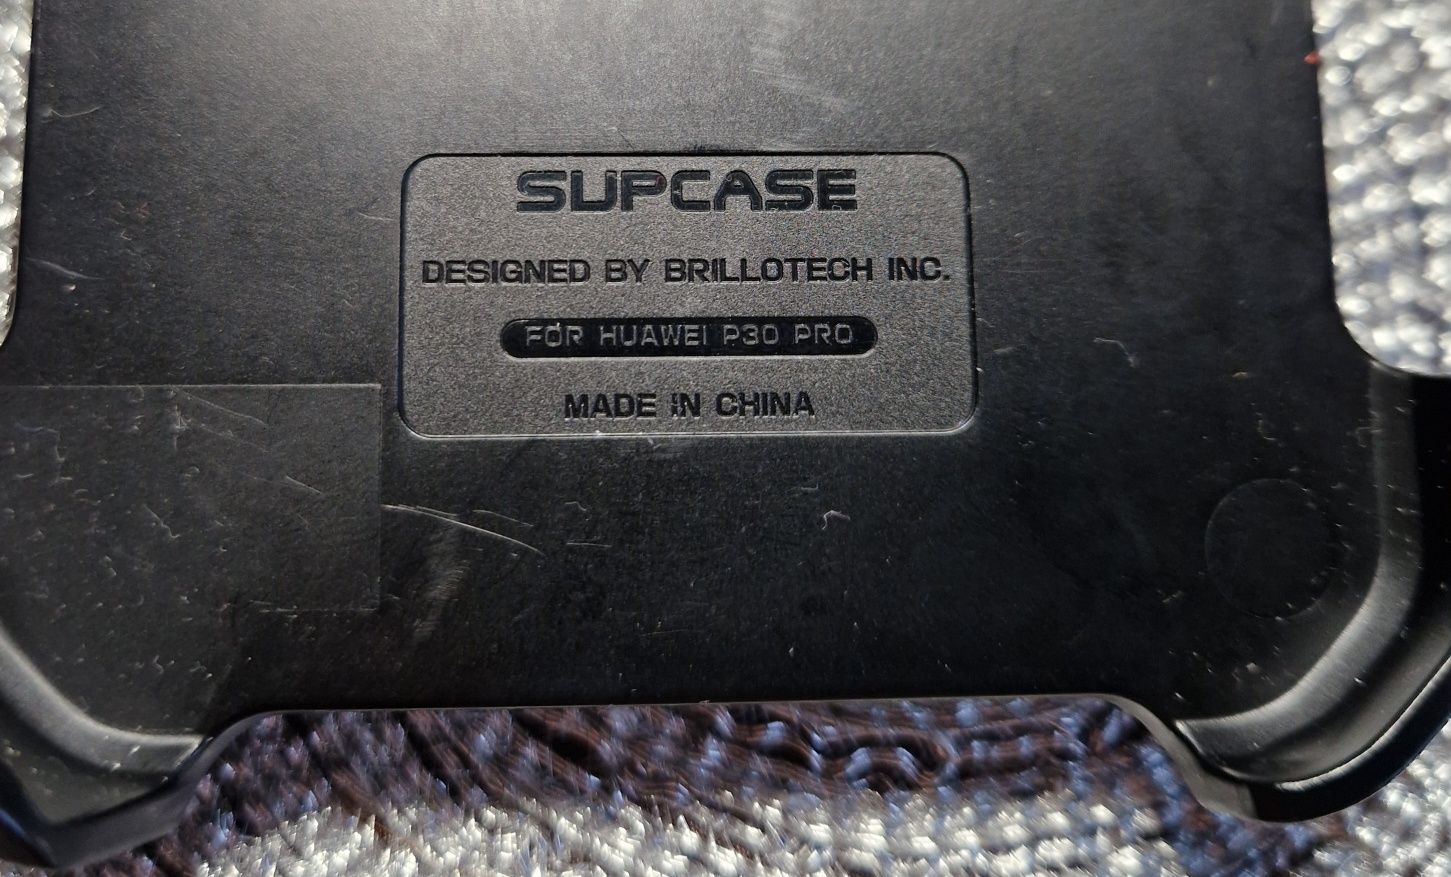 SUPCASE
DESIGNED BY BRILLOTECH INC.
FOR HUAWEI P30 PRO
MADE IN CHINA